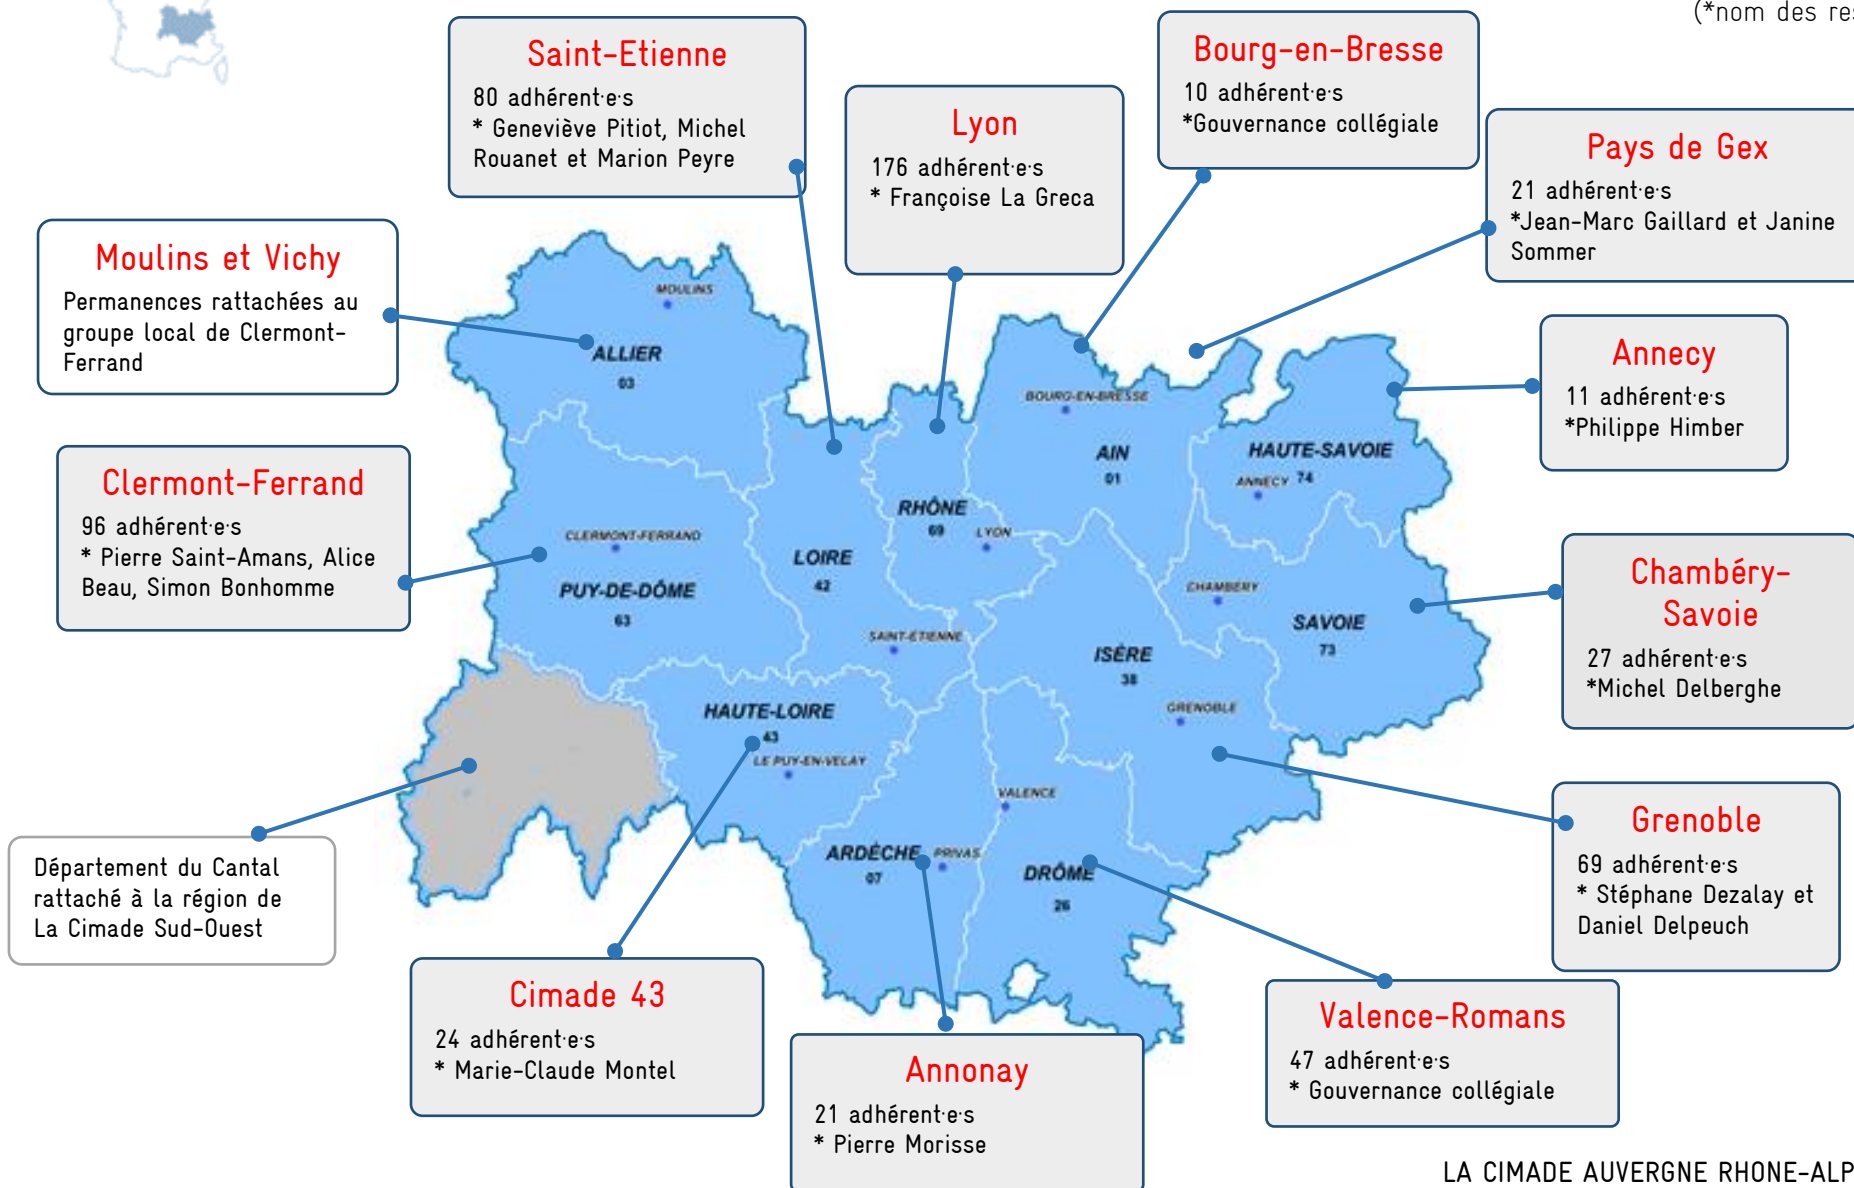 (*nom des res
Saint-Etienne
80 adhérent·e·s
* Geneviève Pitiot, Michel
Rouanet et Marion Peyre
Lyon
176 adhérent·e·s
* Françoise La Greca
Bourg-en-Bresse
10 adhérent·e·s
*Gouvernance collégiale
Pays de Gex
21 adhérent·e·s
*Jean-Marc Gaillard et Janine
Sommer
Moulins et Vichy
Permanences rattachées au
groupe local de Clermont-
Ferrand
Annecy
11 adhérent·e·s
*Philippe Himber
Clermont-Ferrand
96 adhérent·e·s
* Pierre Saint-Amans, Alice
Beau, Simon Bonhomme
Chambéry-
Savoie
27 adhérent·e·s
*Michel Delberghe
Grenoble
69 adhérent·e·s
* Stéphane Dezalay et
Daniel Delpeuch
Département du Cantal
rattaché à la région de
La Cimade Sud-Ouest
Cimade 43
24 adhérent·e·s
* Marie-Claude Montel
Annonay
21 adhérent·e·s
* Pierre Morisse
Valence-Romans
47 adhérent·e·s
* Gouvernance collégiale
MOULINS
ALLIER
03
BOURG-EN-BRESSE
AIN
01
HAUTE-SAVOIE
74
ANNECY
RHÔNE
69
LYON
CLERMONT-FERRAND
PUY-DE-DÔME
63
LOIRE
42
SAINT-ETIENNE
CHAMBÉRY
SAVOIE
73
ISÈRE
38
GRENOBLE
HAUTE-LOIRE
43
LE PUY-EN-VELAY
VALENCE
ARDÈCHE
07
PRIVAS
DRÔME
26
LA CIMADE AUVERGNE RHONE-ALP